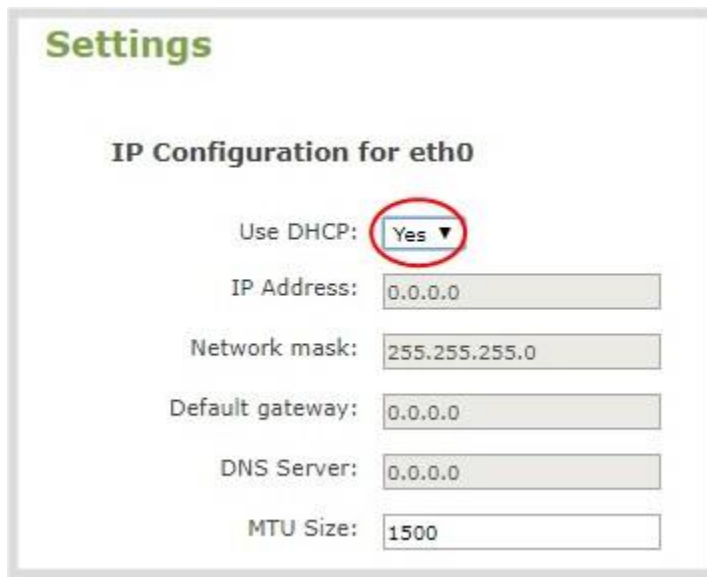 Settings
IP Configuration for eth0
Use DHCP: Yes ▼
IP Address: 0.0.0.0
Network mask: 255.255.255.0
Default gateway: 0.0.0.0
DNS Server: 0.0.0.0
MTU Size: 1500